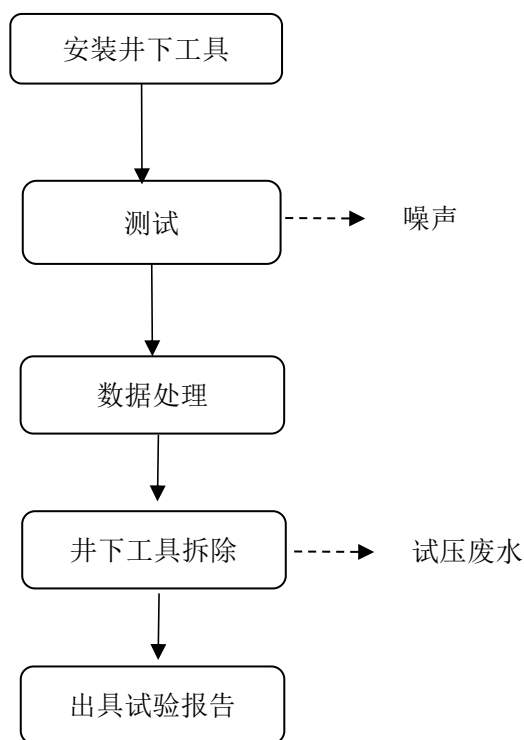 安装井下工具
测试
噪声
数据处理
井下工具拆除
试压废水
出具试验报告